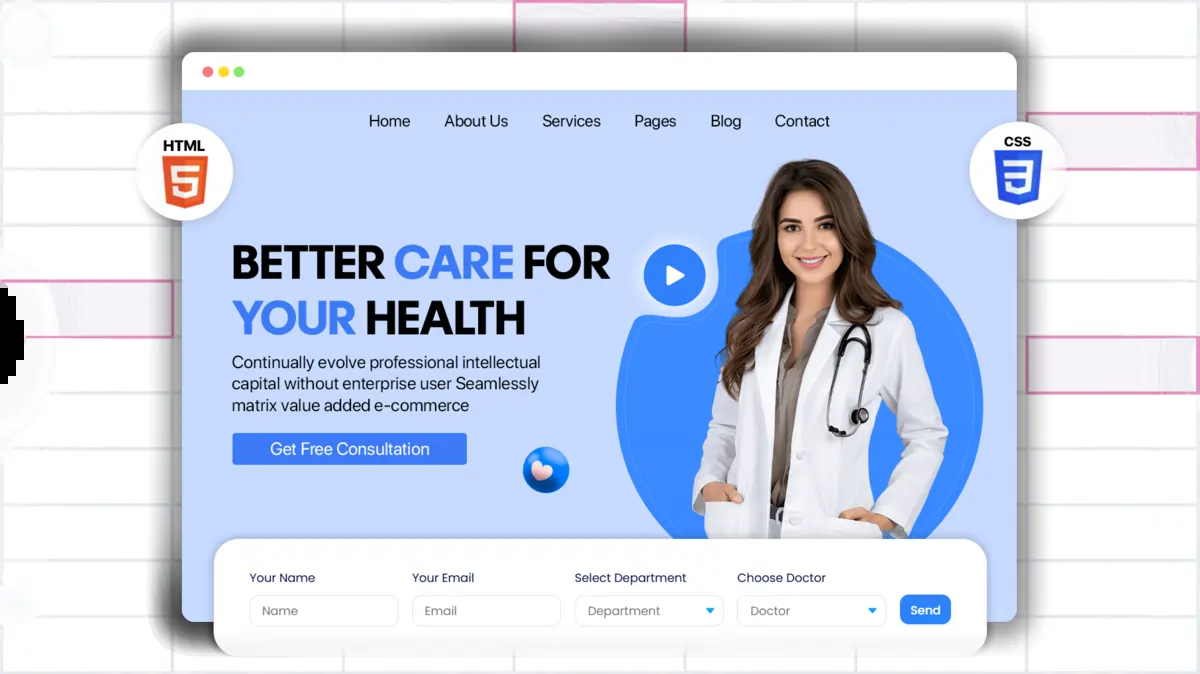 HTML
CSS
Home About Us Services Pages Blog Contact
BETTER CARE FOR
YOUR HEALTH
Continually evolve professional intellectual
capital without enterprise user Seamlessly
matrix value added e-commerce
Get Free Consultation
Your Name Your Email Select Department Choose Doctor
Name Email Department Doctor Send